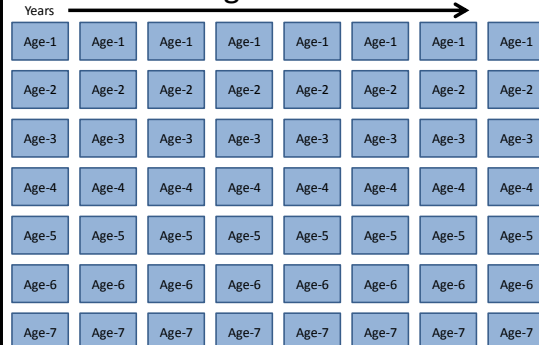 Years
Age-1 Age-1 Age-1 Age-1 Age-1 Age-1 Age-1 Age-1
Age-2 Age-2 Age-2 Age-2 Age-2 Age-2 Age-2 Age-2
Age-3 Age-3 Age-3 Age-3 Age-3 Age-3 Age-3 Age-3
Age-4 Age-4 Age-4 Age-4 Age-4 Age-4 Age-4 Age-4
Age-5 Age-5 Age-5 Age-5 Age-5 Age-5 Age-5 Age-5
Age-6 Age-6 Age-6 Age-6 Age-6 Age-6 Age-6 Age-6
Age-7 Age-7 Age-7 Age-7 Age-7 Age-7 Age-7 Age-7